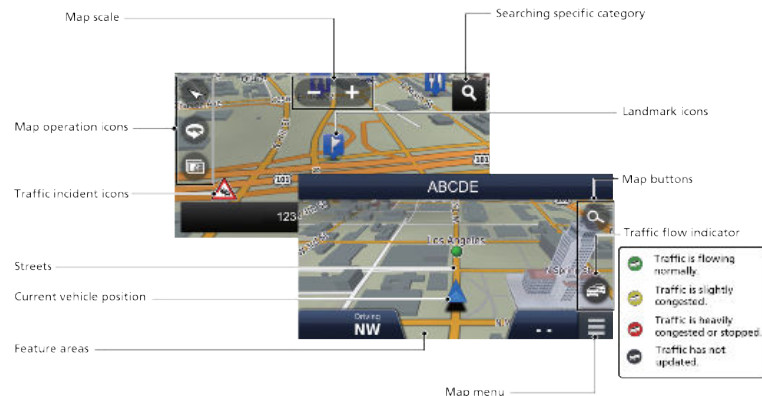 Map scale
Searching specific category
Map operation icons
Landmark icons
101
101
Traffic incident icons
123
ABCDE
Map buttons
Traffic flow indicator
Los Angeles
Streets
Current vehicle position
Driving
NW
- -
Feature areas
Map menu
Traffic is flowing
normally.
Traffic is slightly
congested.
Traffic is heavily
congested or stopped.
Traffic has not
updated.